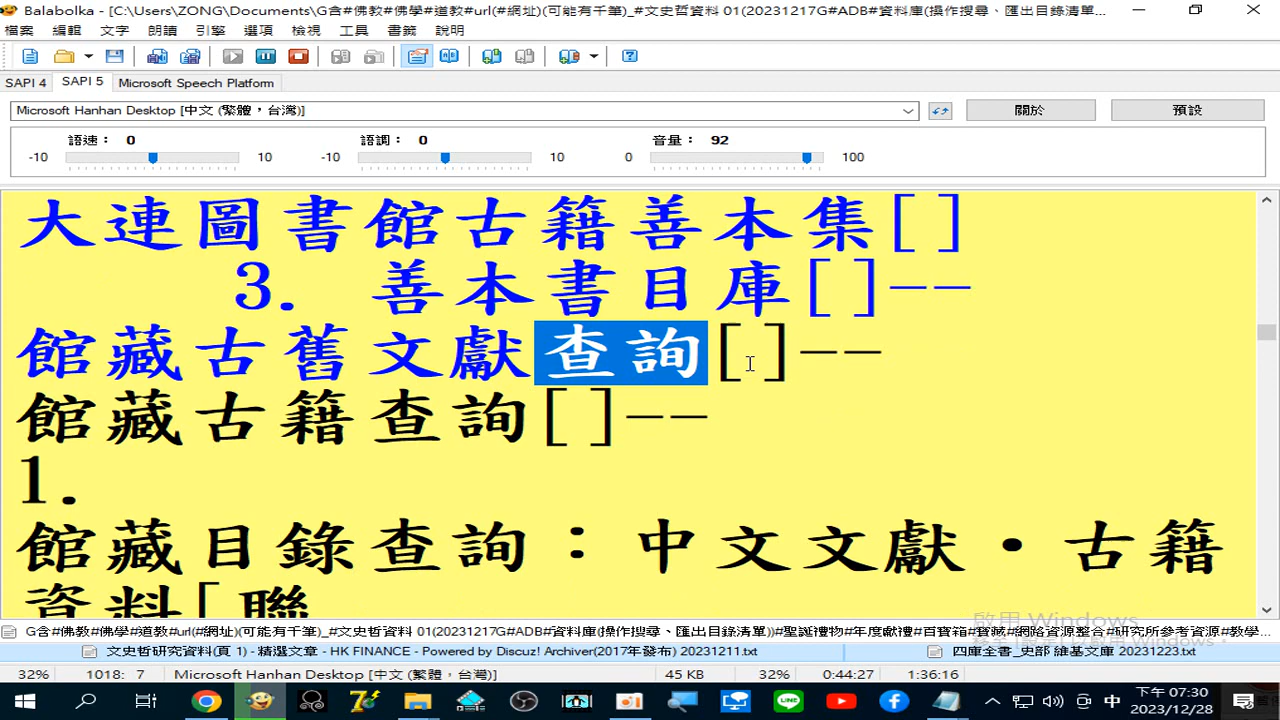 Balabolka - [C:\Users\ZONG\Documents\G含#佛教#佛學#道教#url(#網址)(可能有千筆)_#文史哲資料 01(20231217G#ADB#資料庫(操作搜尋、匯出目錄清單...
檔案 編輯 文字 朗讀 引擎 選項 檢視 工具 書籤 說明
SAPI 4 SAPI 5 Microsoft Speech Platform
Microsoft Hanhan Desktop [中文 (繁體，台灣)] 關於 預設
語速： 0 語調： 0 音量： 92
-10 10 -10 10 0 100
大連圖書館古籍善本集[]
3. 善本書目庫[]--
館藏古舊文獻查詢[]--
館藏古籍查詢[]--
1.
館藏目錄查詢：中文文獻•古籍
資料[聯
啟用 Windows
G含#佛教#佛學#道教#url(#網址)(可能有千筆)_#文史哲資料 01(20231217G#ADB#資料庫(操作搜尋、匯出目錄清單))#聖誕禮物#年度獻禮#百寶箱#寶城#網路資源整合#研究所參考資源#教學...
文史哲研究資料(頁 1) - 精選文章 - HK FINANCE - Powered by Discuz! Archiver(2017年發布) 20231211.txt 四庫全書_史部 維基文庫 20231223.txt
32% 1018: 7 Microsoft Hanhan Desktop [中文 (繁體，台灣)] 45 KB 32% 0:44:27 1:36:16
中 下午 07:30
2023/12/28